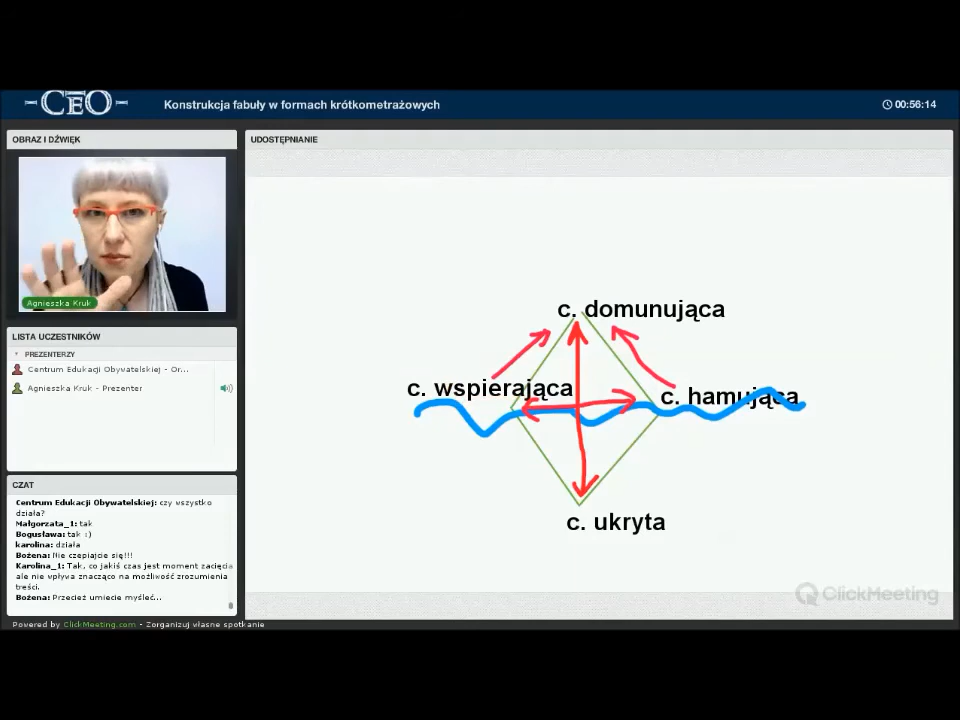 CEO
Konstrukcja fabuły w formach krótkometrażowych
00:56:14
OBRAZ I DŹWIĘK
UDOSTĘPNIANIE
Agnieszka Kruk
LISTA UCZESTNIKÓW
PREZENTERZY
Centrum Edukacji Obywatelskiej - Or...
Agnieszka Kruk - Prezenter
CZAT
Centrum Edukacji Obywatelskiej: czy wszystko
działa?
Małgorzata_1: tak
Bogusława: tak :)
karolina: działa
Bożena: Nie czepiajcie się!!!
Karolina_1: Tak, co jakiś czas jest moment zacięcia
ale nie wpływa znacząco na możliwość zrozumienia
treści.
Bożena: Przecież umiecie myśleć...
c. domunująca
c. wspierająca
c. hamująca
c. ukryta
ClickMeeting
Powered by ClickMeeting.com - Zorganizuj własne spotkanie